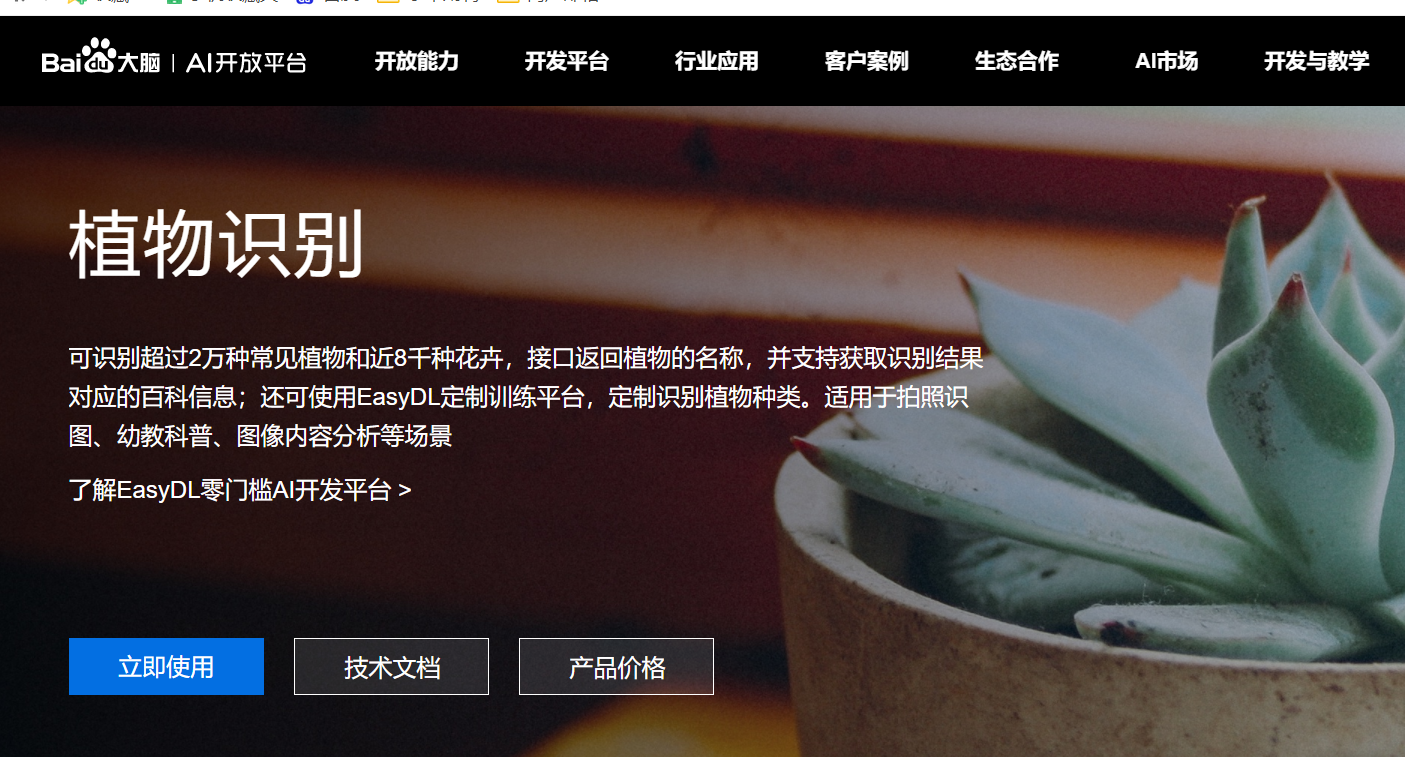 Baidu大脑 | AI开放平台
开放能力
开发平台
行业应用
客户案例
生态合作
AI市场
开发与教学
植物识别
可识别超过2万种常见植物和近8千种花卉，接口返回植物的名称，并支持获取识别结果
对应的百科信息；还可使用EasyDL定制训练平台，定制识别植物种类。适用于拍照识
图、幼教科普、图像内容分析等场景
了解EasyDL零门槛AI开发平台 >
立即使用
技术文档
产品价格